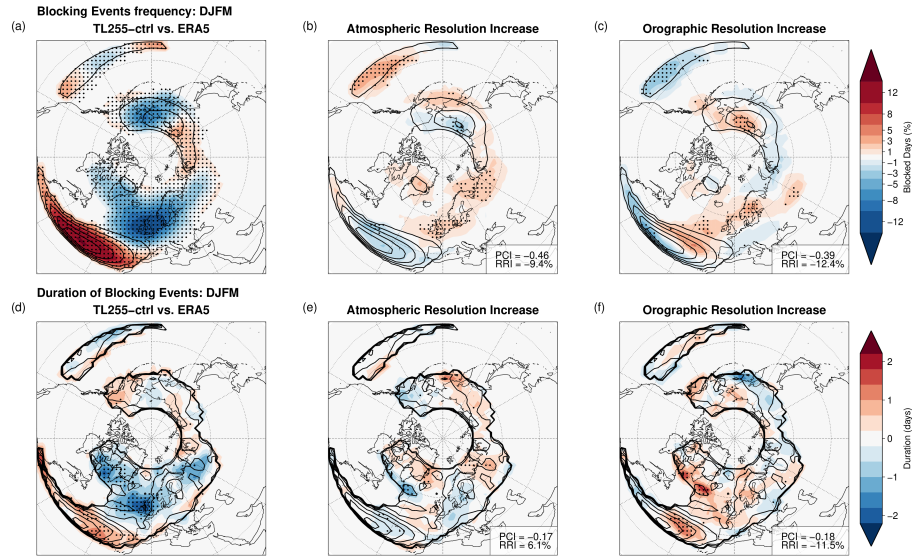 Blocking Events frequency: DJFM
(a) TL255−ctrl vs. ERA5
(b) Atmospheric Resolution Increase
(c) Orographic Resolution Increase
PCI = −0.46
RRI = −9.4%
PCI = −0.39
RRI = −12.4%
12
8
5
3
1
−1
−3
−5
−8
−12
Blocked Days (%)
Duration of Blocking Events: DJFM
(d) TL255−ctrl vs. ERA5
(e) Atmospheric Resolution Increase
(f) Orographic Resolution Increase
PCI = −0.17
RRI = 6.1%
PCI = −0.18
RRI = −11.5%
2
1
0
−1
−2
Duration (days)